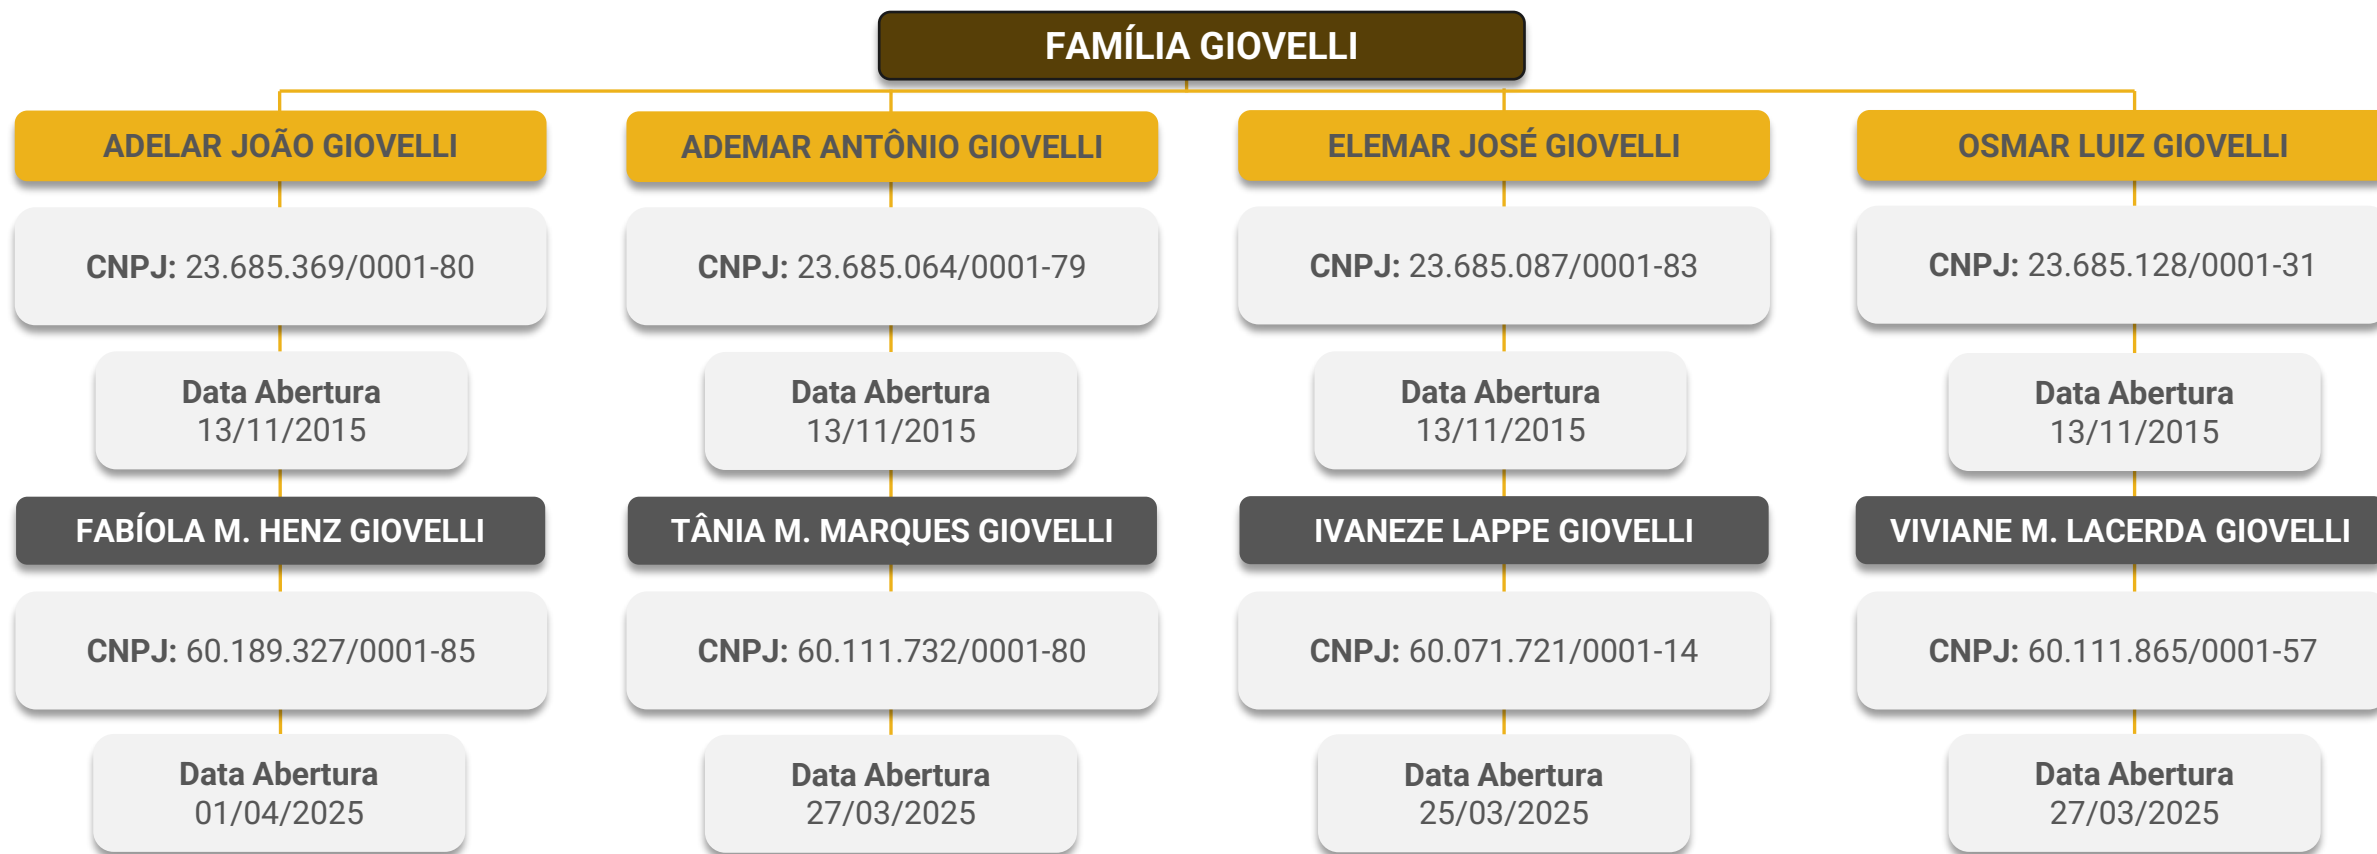 FAMÍLIA GIOVELLI
ADELAR JOÃO GIOVELLI
ADEMAR ANTÔNIO GIOVELLI
ELEMAR JOSÉ GIOVELLI
OSMAR LUIZ GIOVELLI
CNPJ: 23.685.369/0001-80
CNPJ: 23.685.064/0001-79
CNPJ: 23.685.087/0001-83
CNPJ: 23.685.128/0001-31
Data Abertura
13/11/2015
Data Abertura
13/11/2015
Data Abertura
13/11/2015
Data Abertura
13/11/2015
FABÍOLA M. HENZ GIOVELLI
TÂNIA M. MARQUES GIOVELLI
IVANEZE LAPPE GIOVELLI
VIVIANE M. LACERDA GIOVELLI
CNPJ: 60.189.327/0001-85
CNPJ: 60.111.732/0001-80
CNPJ: 60.071.721/0001-14
CNPJ: 60.111.865/0001-57
Data Abertura
01/04/2025
Data Abertura
27/03/2025
Data Abertura
25/03/2025
Data Abertura
27/03/2025